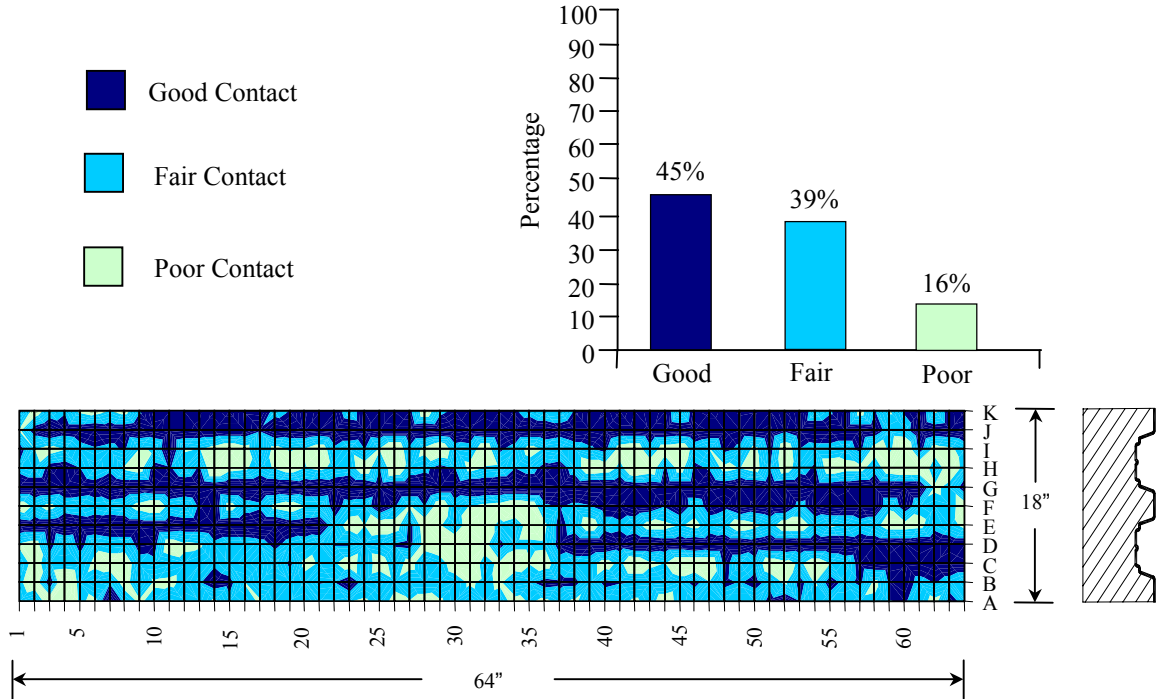 Good Contact
Fair Contact
Poor Contact
Percentage
100
90
80
70
60
50
40
30
20
10
0
45%
39%
16%
Good Fair Poor
K
J
I
H
G
F
E
D
C
B
A
18”
1 5 10 15 20 25 30 35 40 45 50 55 60
64”